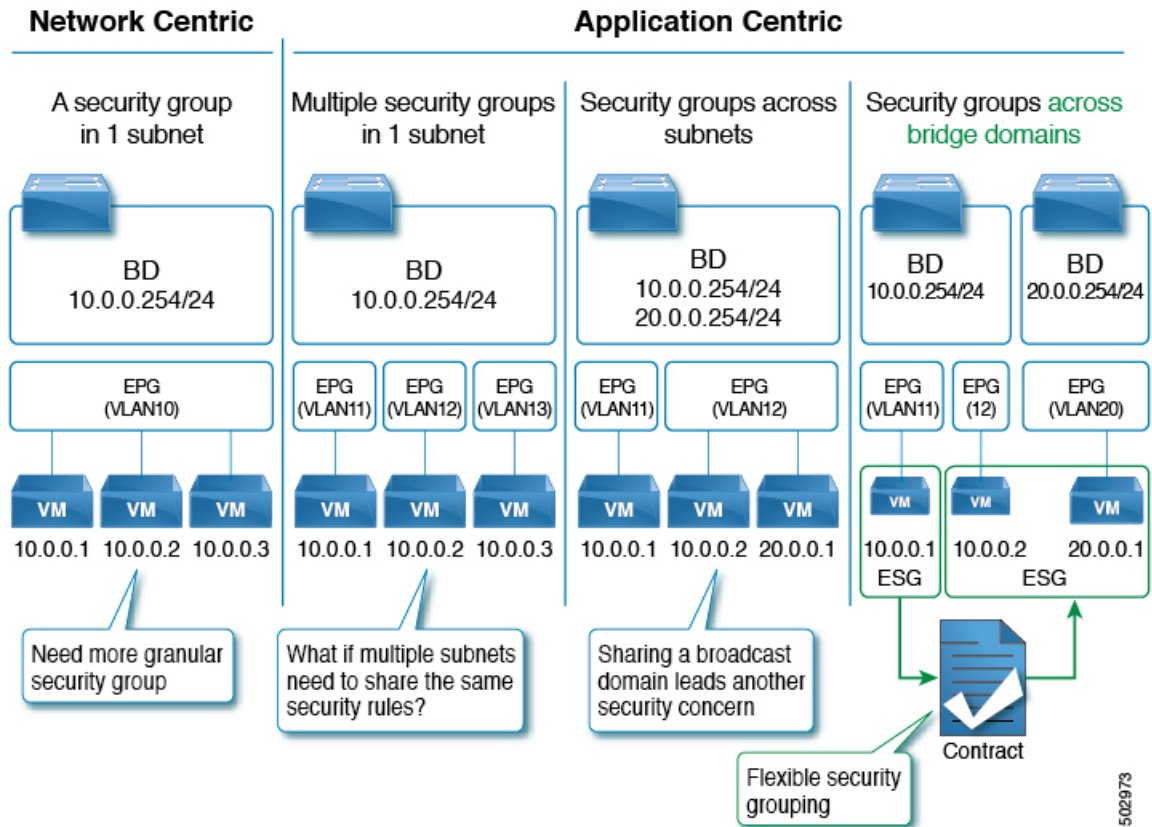 Network Centric
Application Centric
A security group
in 1 subnet
BD
10.0.0.254/24
EPG
(VLAN10)
VM
VM
VM
10.0.0.1
10.0.0.2
10.0.0.3
Need more granular
security group
Multiple security groups
in 1 subnet
BD
10.0.0.254/24
EPG
(VLAN11)
EPG
(VLAN12)
EPG
(VLAN13)
VM
VM
VM
10.0.0.1
10.0.0.2
10.0.0.3
What if multiple subnets
need to share the same
security rules?
Security groups across
subnets
BD
10.0.0.254/24
20.0.0.254/24
EPG
(VLAN11)
EPG
(VLAN12)
VM
VM
VM
10.0.0.1
10.0.0.2
20.0.0.1
Sharing a broadcast
domain leads another
security concern
Security groups across
bridge domains
BD
10.0.0.254/24
BD
20.0.0.254/24
EPG
(VLAN11)
EPG
(12)
EPG
(VLAN20)
VM
VM
VM
10.0.0.1
10.0.0.2
20.0.0.1
ESG
ESG
Contract
Flexible security
grouping
502973